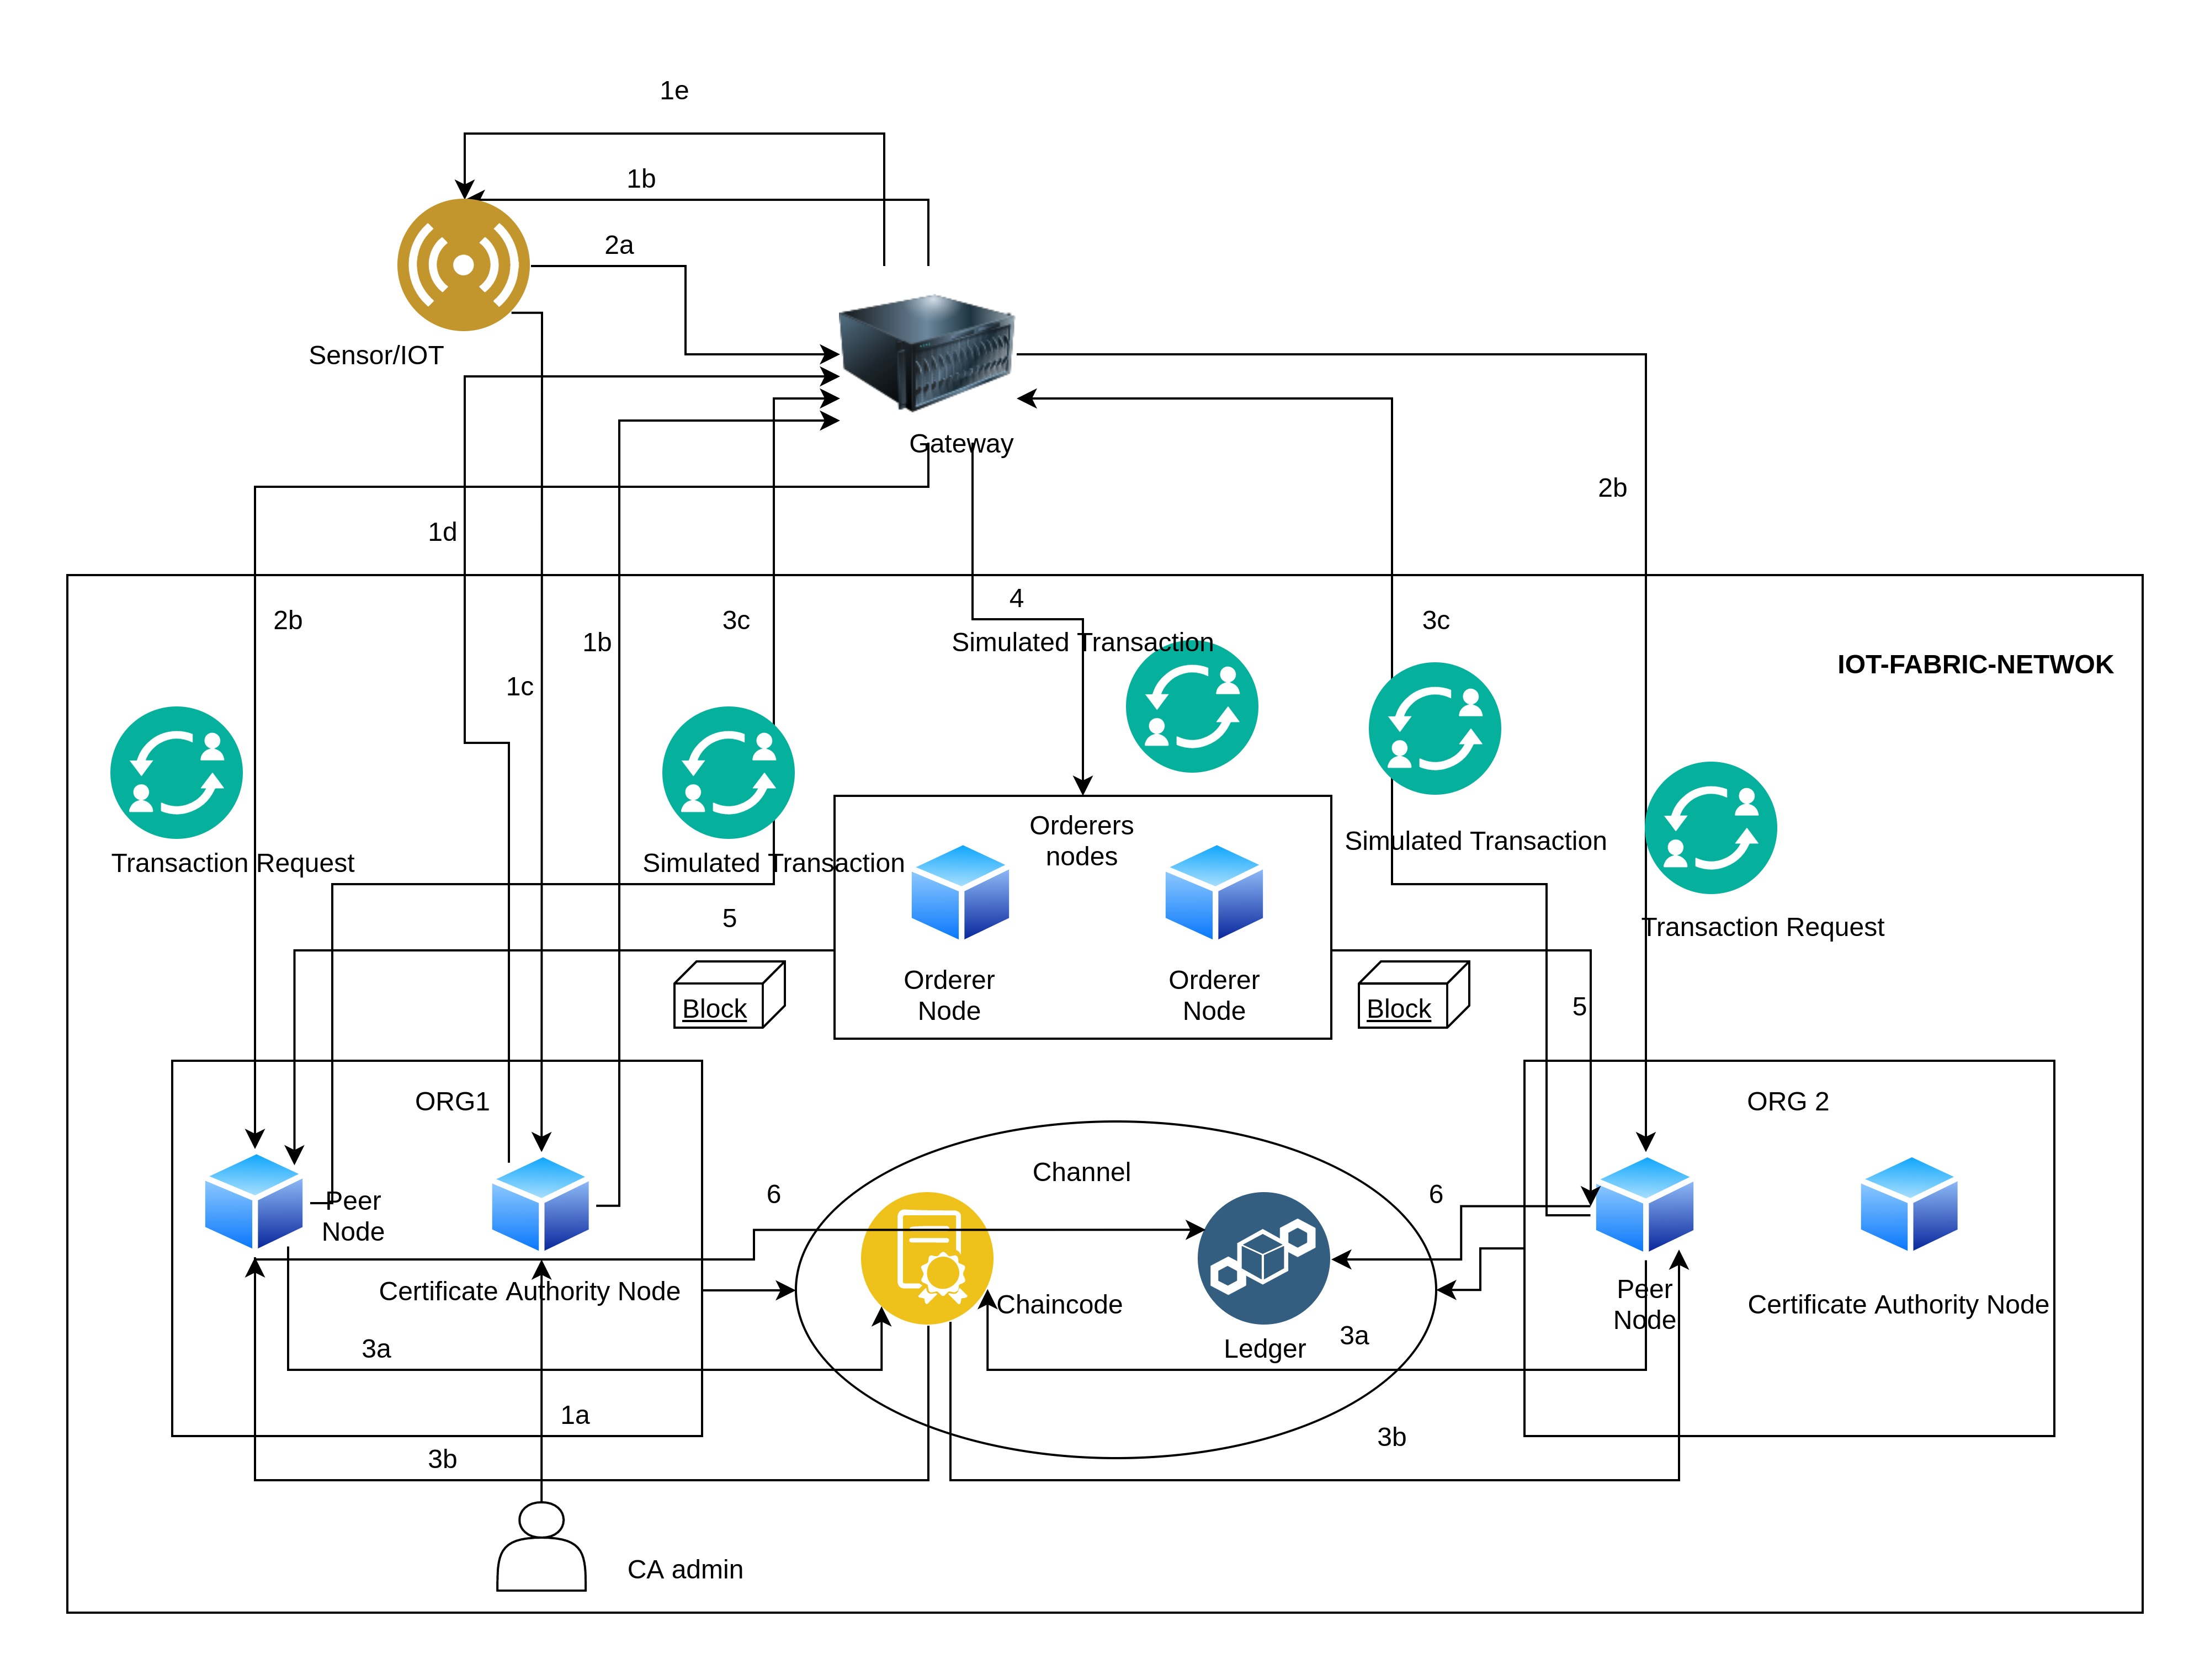 1e
1b
2a
Sensor/IOT
Gateway
2b
1d
4
2b
3c
3c
1b
Simulated Transaction
IOT-FABRIC-NETWOK
1c
Orderers
nodes
Simulated Transaction
Transaction Request
Simulated Transaction
5
Transaction Request
Orderer
Node
Orderer
Node
Block
Block
5
ORG1
ORG 2
Channel
6
6
Peer
Node
Certificate Authority Node
Chaincode
Peer
Node
Certificate Authority Node
3a
Ledger
3a
1a
3b
3b
CA admin